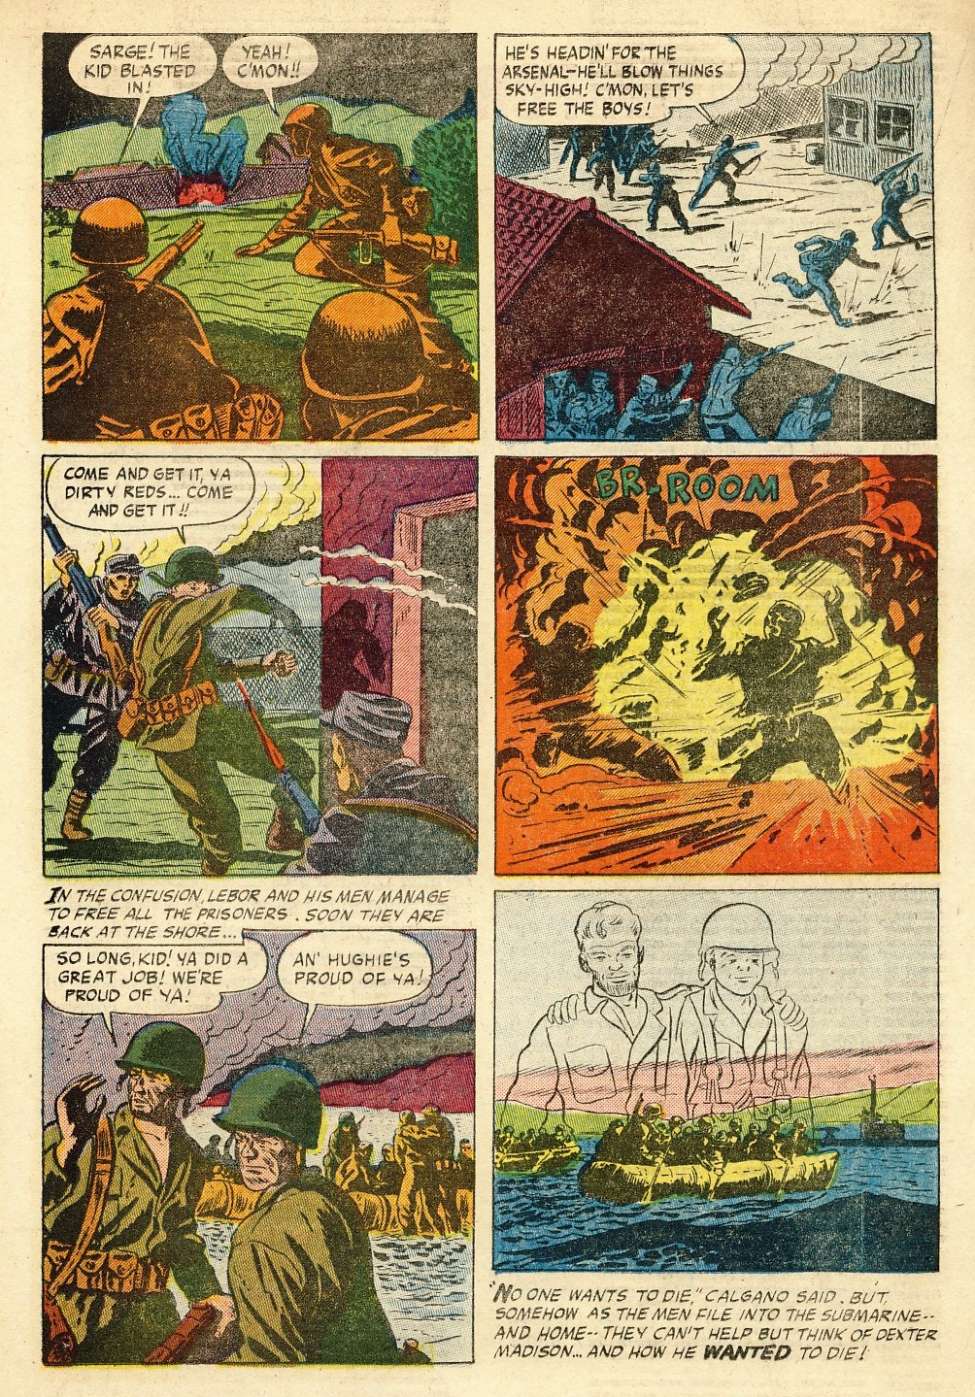 SARGE! THE
KID BLASTED
IN!
YEAH!
C'MON!!
HE'S HEADIN' FOR THE
ARSENAL—HE'LL BLOW THINGS
SKY-HIGH! C'MON, LET'S
FREE THE BOYS!
COME AND GET IT, YA
DIRTY REDS... COME
AND GET IT!!
BR-ROOM
IN THE CONFUSION, LEBOR AND HIS MEN MANAGE
TO FREE ALL THE PRISONERS. SOON THEY ARE
BACK AT THE SHORE...
SO LONG, KID! YA DID A
GREAT JOB! WE'RE
PROUD OF YA!
AN' HUGHIE'S
PROUD OF YA!
"NO ONE WANTS TO DIE," CALGANO SAID. BUT
SOMEHOW AS THE MEN FILE INTO THE SUBMARINE--
AND HOME-- THEY CAN'T HELP BUT THINK OF DEXTER
MADISON... AND HOW HE WANTED TO DIE!